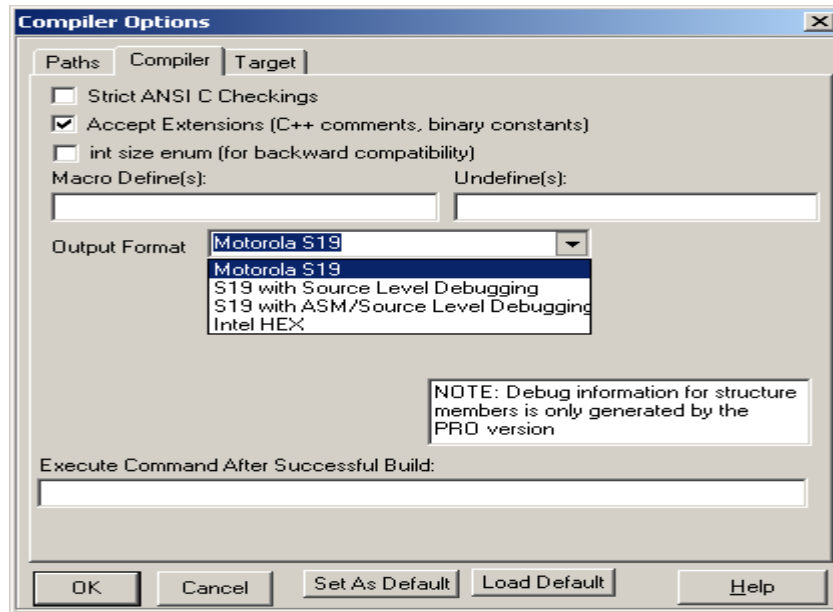 Compiler Options
Paths Compiler Target
Strict ANSI C Checkings
Accept Extensions (C++ comments, binary constants)
int size enum (for backward compatibility)
Macro Define(s): Undefine(s):
Output Format Motorola S19
Motorola S19
S19 with Source Level Debugging
S19 with ASM/Source Level Debugging
Intel HEX
NOTE: Debug information for structure
members is only generated by the
PRO version
Execute Command After Successful Build:
OK Cancel Set As Default Load Default Help